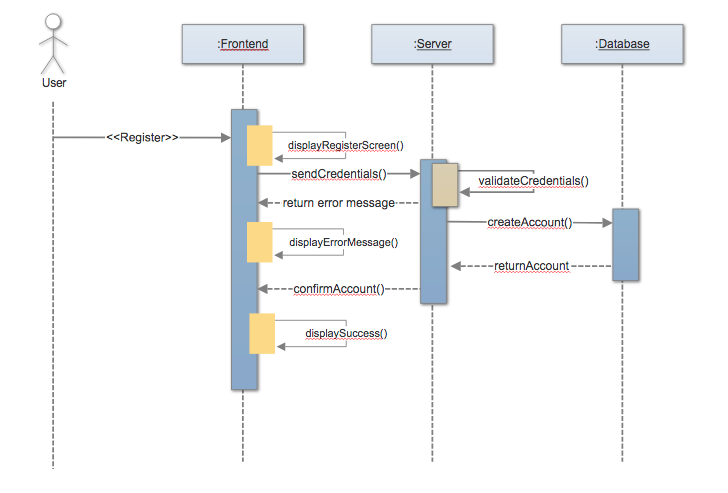 :Frontend
:Server
:Database
User
<<Register>>
displayRegisterScreen()
sendCredentials()
validateCredentials()
return error message
createAccount()
displayErrorMessage()
returnAccount
confirmAccount()
displaySuccess()